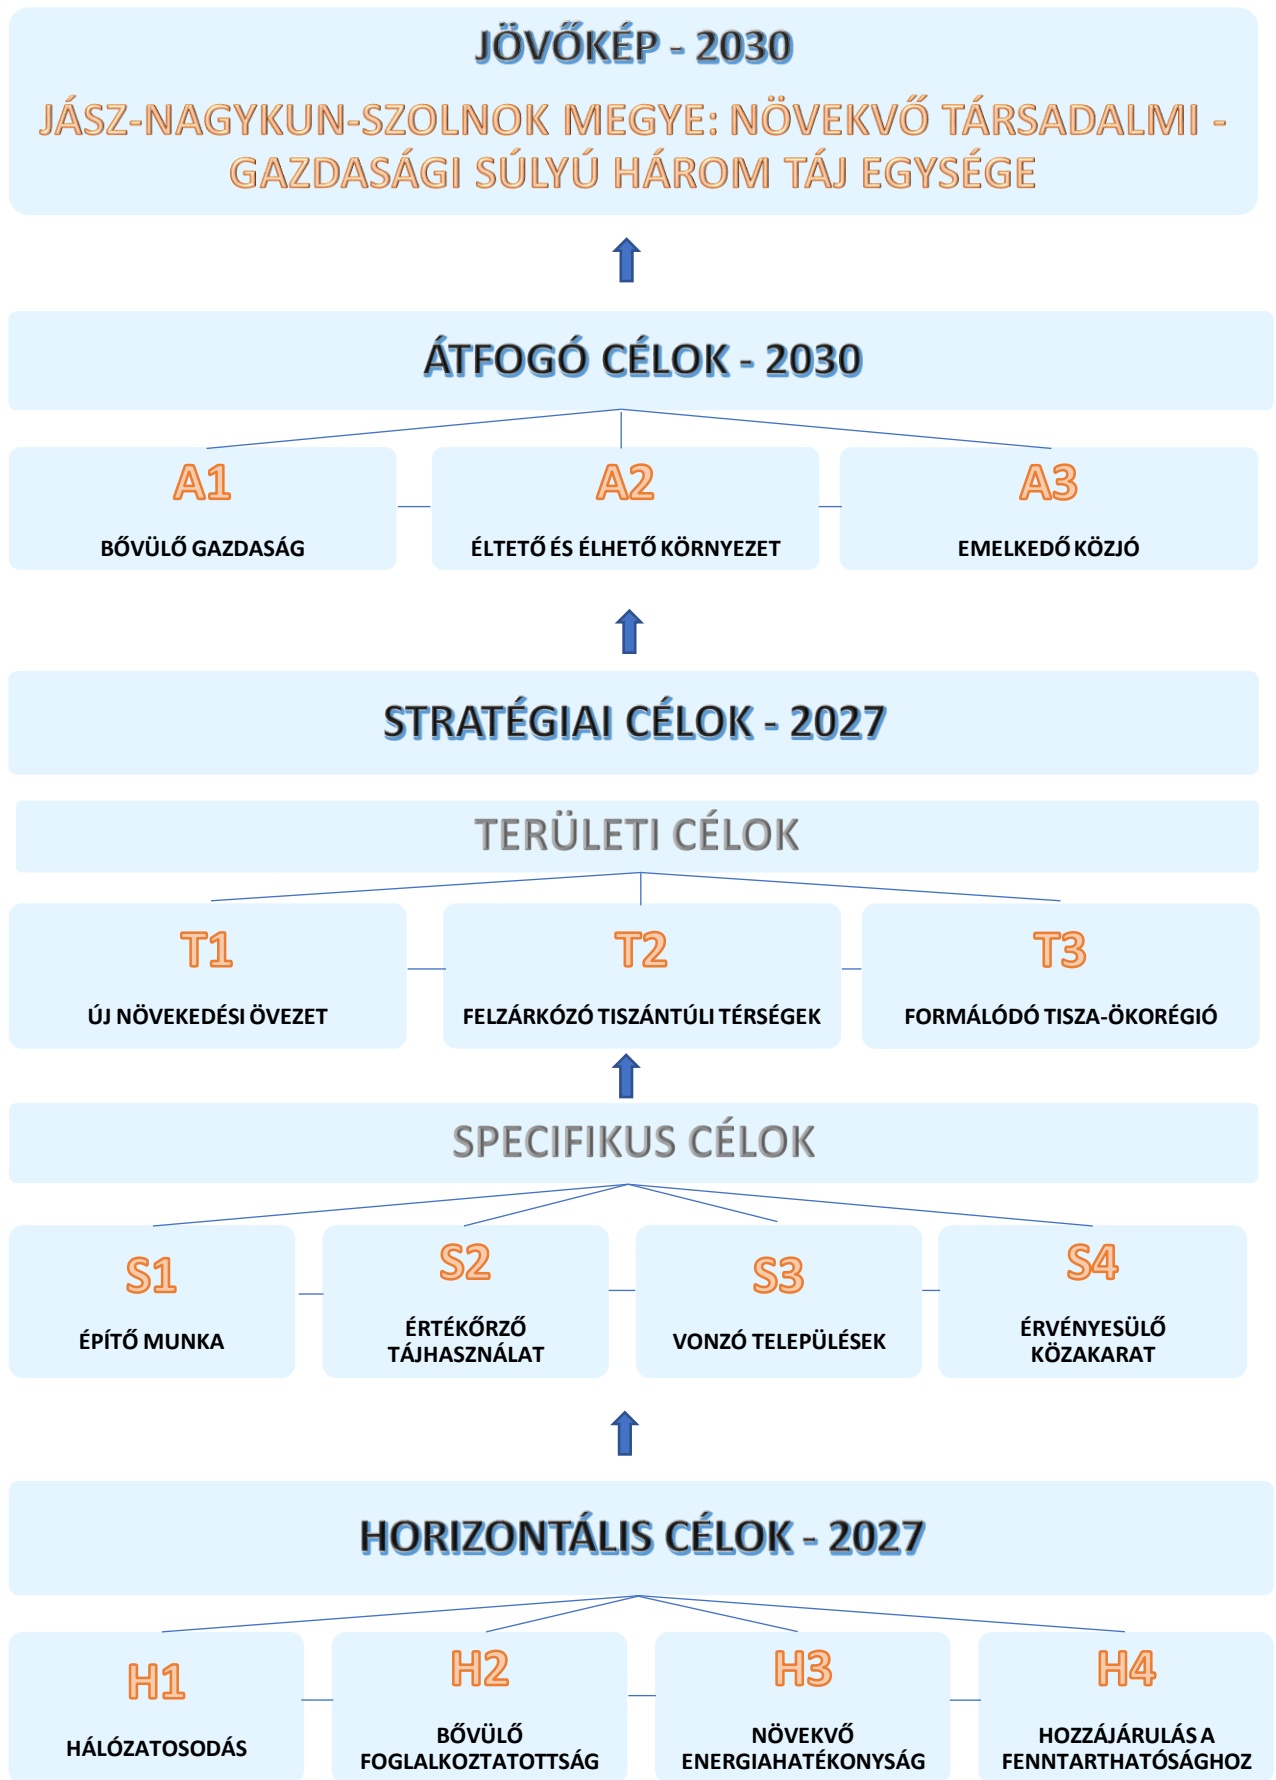 JÖVŐKÉP - 2030
JÁSZ-NAGYKUN-SZOLNOK MEGYE: NÖVEKVŐ TÁRSADALMI -
GAZDASÁGI SÚLYÚ HÁROM TÁJ EGYSÉGE
ÁTFOGÓ CÉLOK - 2030
A1
BŐVÜLŐ GAZDASÁG
A2
ÉLTETŐ ÉS ÉLHETŐ KÖRNYEZET
A3
EMELKEDŐ KÖZJÓ
STRATÉGIAI CÉLOK - 2027
TERÜLETI CÉLOK
T1
ÚJ NÖVEKEDÉSI ÖVEZET
T2
FELZÁRKÓZÓ TISZÁNTÚLI TÉRSÉGEK
T3
FORMÁLÓDÓ TISZA-ÖKORÉGIÓ
SPECIFIKUS CÉLOK
S1
ÉPÍTŐ MUNKA
S2
ÉRTÉKŐRZŐ
TÁJHASZNÁLAT
S3
VONZÓ TELEPÜLÉSEK
S4
ÉRVÉNYESÜLŐ
KÖZAKARAT
HORIZONTÁLIS CÉLOK - 2027
H1
HÁLÓZATOSODÁS
H2
BŐVÜLŐ
FOGLALKOZTATOTTSÁG
H3
NÖVEKVŐ
ENERGIAHATÉKONYSÁG
H4
HOZZÁJÁRULÁS A
FENNTARTHATÓSÁGHOZ